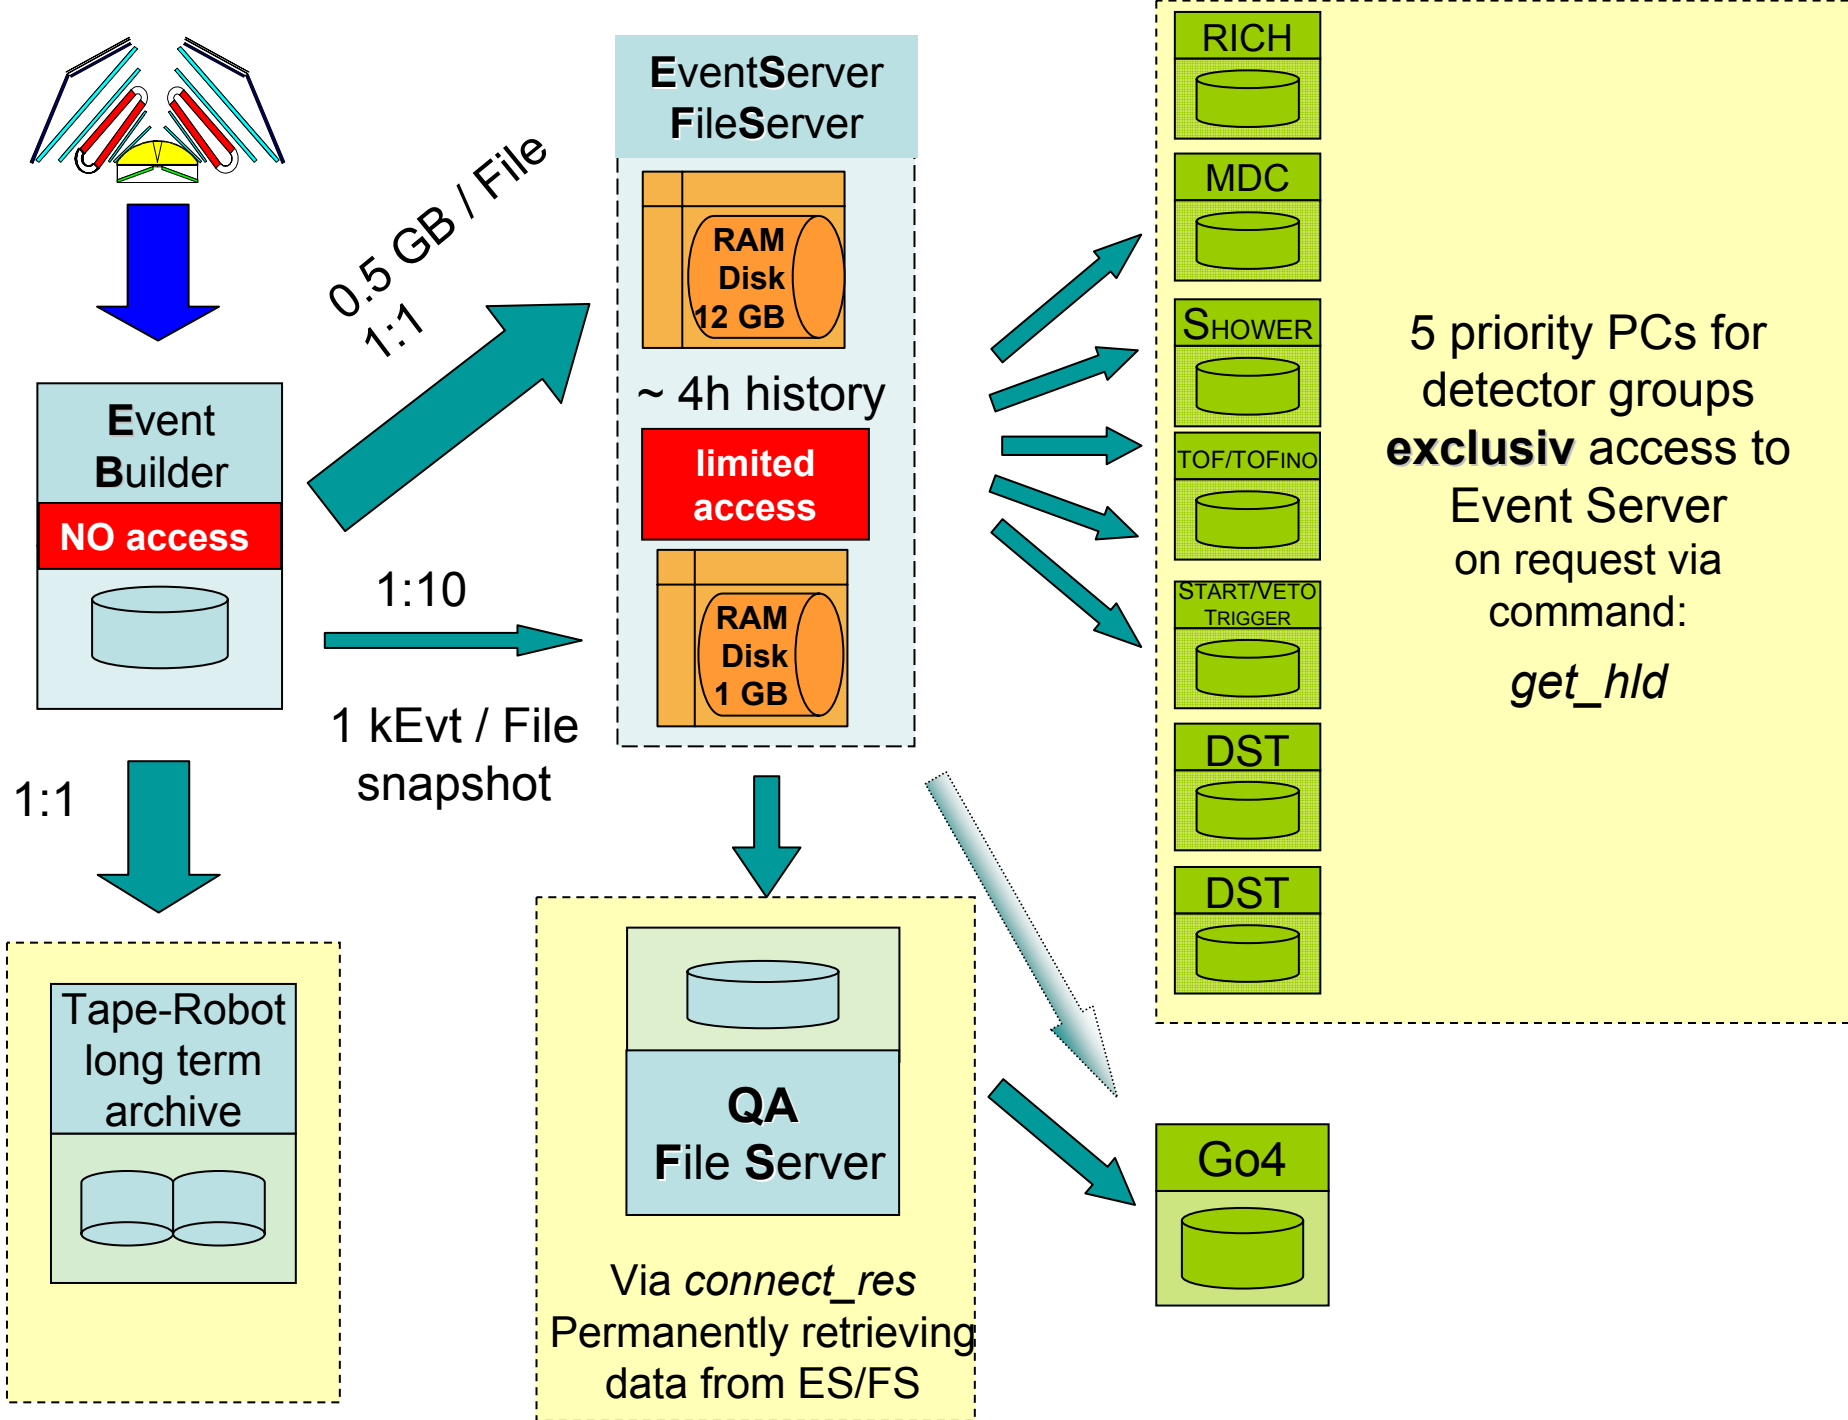 0.5 GB / File
1:1
Event
Builder
NO access
1:10
1 kEvt / File
snapshot
1:1
Tape-Robot
long term
archive
EventServer
FileServer
RAM
Disk
12 GB
~ 4h history
limited
access
RAM
Disk
1 GB
QA
File Server
Via connect_res
Permanently retrieving
data from ES/FS
RICH
MDC
SHOWER
TOF/TOFINO
START/VETO
TRIGGER
DST
DST
5 priority PCs for
detector groups
exclusiv access to
Event Server
on request via
command:
get_hld
Go4